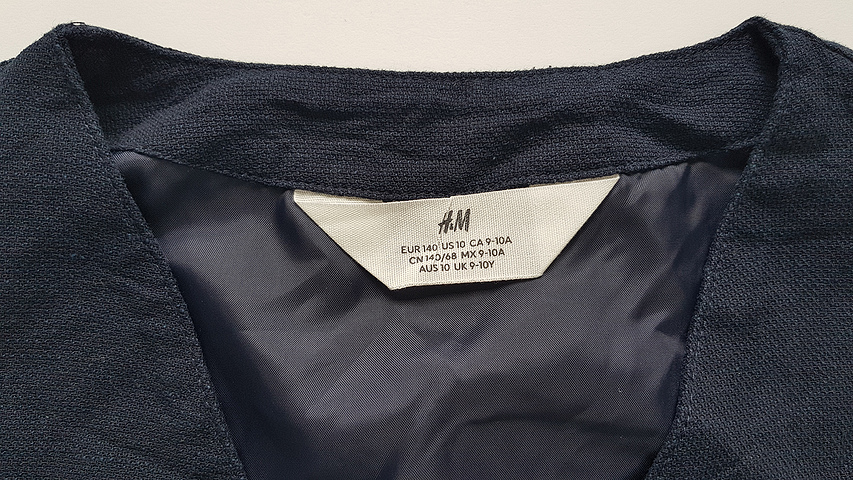 H&M
EUR 140 US 10 CA 9-10A
CN 140/68 MX 9-10A
AUS 10 UK 9-10Y